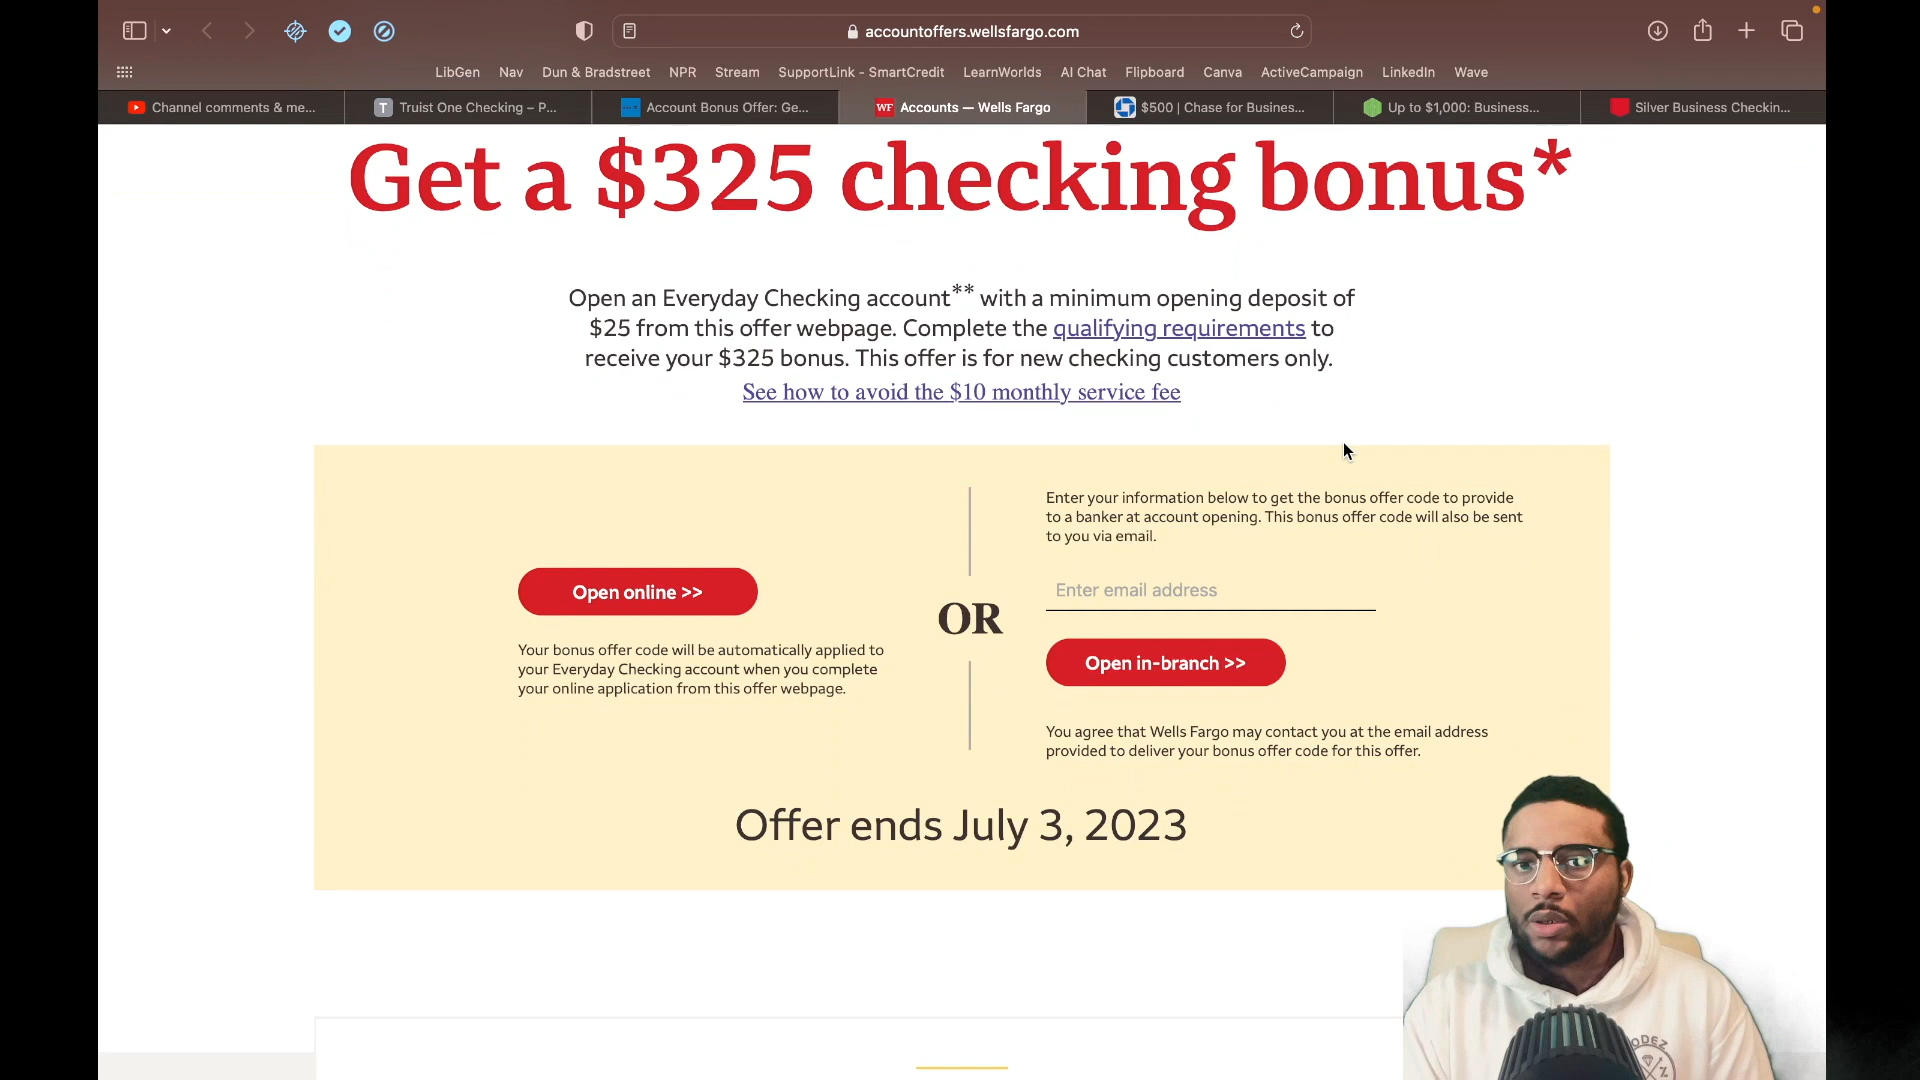 accountoffers.wellsfargo.com
LibGen Nav Dun & Bradstreet NPR Stream SupportLink - SmartCredit LearnWorlds AI Chat Flipboard Canva ActiveCampaign LinkedIn Wave
Channel comments & me... T Truist One Checking – P... Account Bonus Offer: Ge... WF Accounts — Wells Fargo $500 | Chase for Busines... Up to $1,000: Business... Silver Business Checkin...
Get a $325 checking bonus*
Open an Everyday Checking account** with a minimum opening deposit of
$25 from this offer webpage. Complete the qualifying requirements to
receive your $325 bonus. This offer is for new checking customers only.
See how to avoid the $10 monthly service fee
Open online >>
Your bonus offer code will be automatically applied to
your Everyday Checking account when you complete
your online application from this offer webpage.
OR
Enter your information below to get the bonus offer code to provide
to a banker at account opening. This bonus offer code will also be sent
to you via email.
Enter email address
Open in-branch >>
You agree that Wells Fargo may contact you at the email address
provided to deliver your bonus offer code for this offer.
Offer ends July 3, 2023